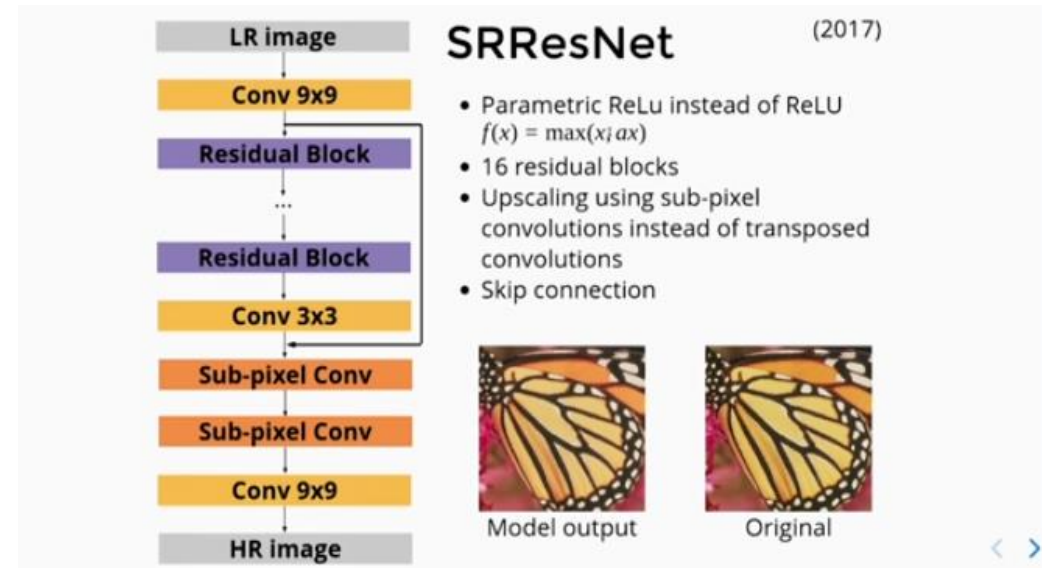 LR image
Conv 9x9
Residual Block
...
Residual Block
Conv 3x3
Sub-pixel Conv
Sub-pixel Conv
Conv 9x9
HR image
SRResNet
(2017)
• Parametric ReLu instead of ReLU
f(x) = max(x, ax)
• 16 residual blocks
• Upscaling using sub-pixel
convolutions instead of transposed
convolutions
• Skip connection
Model output
Original